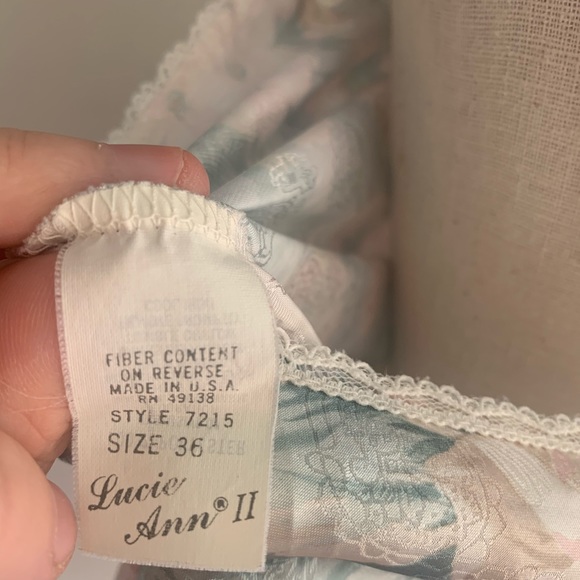 FIBER CONTENT
ON REVERSE
MADE IN U.S.A.
RN 49138
STYLE 7215
SIZE 36
Lucie
Ann® II